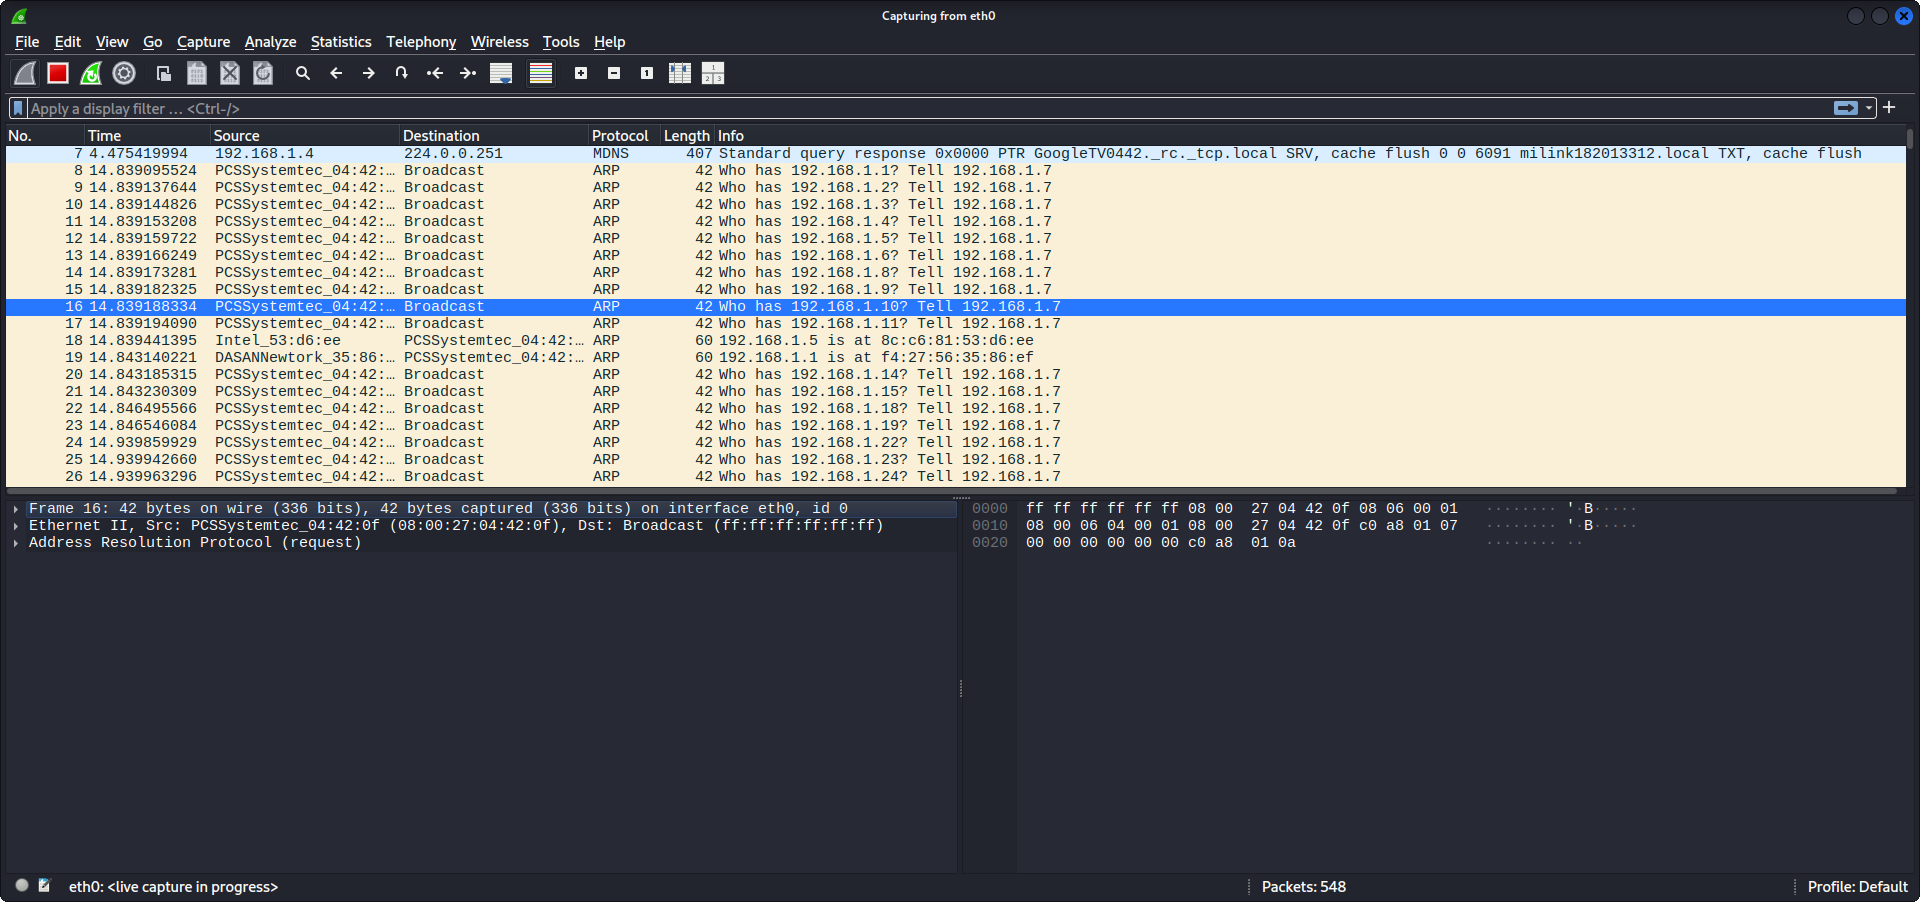 Capturing from eth0
File Edit View Go Capture Analyze Statistics Telephony Wireless Tools Help
Apply a display filter … <Ctrl-/>
No. Time Source Destination Protocol Length Info
7 4.475419994 192.168.1.4 224.0.0.251 MDNS 407 Standard query response 0x0000 PTR GoogleTV0442._rc._tcp.local SRV, cache flush 0 0 6091 milink182013312.local TXT, cache flush
8 14.839095524 PCSSystemtec_04:42:… Broadcast ARP 42 Who has 192.168.1.1? Tell 192.168.1.7
9 14.839137644 PCSSystemtec_04:42:… Broadcast ARP 42 Who has 192.168.1.2? Tell 192.168.1.7
10 14.839144826 PCSSystemtec_04:42:… Broadcast ARP 42 Who has 192.168.1.3? Tell 192.168.1.7
11 14.839153208 PCSSystemtec_04:42:… Broadcast ARP 42 Who has 192.168.1.4? Tell 192.168.1.7
12 14.839159722 PCSSystemtec_04:42:… Broadcast ARP 42 Who has 192.168.1.5? Tell 192.168.1.7
13 14.839166249 PCSSystemtec_04:42:… Broadcast ARP 42 Who has 192.168.1.6? Tell 192.168.1.7
14 14.839173281 PCSSystemtec_04:42:… Broadcast ARP 42 Who has 192.168.1.8? Tell 192.168.1.7
15 14.839182325 PCSSystemtec_04:42:… Broadcast ARP 42 Who has 192.168.1.9? Tell 192.168.1.7
16 14.839188334 PCSSystemtec_04:42:… Broadcast ARP 42 Who has 192.168.1.10? Tell 192.168.1.7
17 14.839194090 PCSSystemtec_04:42:… Broadcast ARP 42 Who has 192.168.1.11? Tell 192.168.1.7
18 14.839441395 Intel_53:d6:ee PCSSystemtec_04:42:… ARP 60 192.168.1.5 is at 8c:c6:81:53:d6:ee
19 14.843140221 DASANNewtork_35:86:… PCSSystemtec_04:42:… ARP 60 192.168.1.1 is at f4:27:56:35:86:ef
20 14.843185315 PCSSystemtec_04:42:… Broadcast ARP 42 Who has 192.168.1.14? Tell 192.168.1.7
21 14.843230309 PCSSystemtec_04:42:… Broadcast ARP 42 Who has 192.168.1.15? Tell 192.168.1.7
22 14.846495566 PCSSystemtec_04:42:… Broadcast ARP 42 Who has 192.168.1.18? Tell 192.168.1.7
23 14.846546084 PCSSystemtec_04:42:… Broadcast ARP 42 Who has 192.168.1.19? Tell 192.168.1.7
24 14.939859929 PCSSystemtec_04:42:… Broadcast ARP 42 Who has 192.168.1.22? Tell 192.168.1.7
25 14.939942660 PCSSystemtec_04:42:… Broadcast ARP 42 Who has 192.168.1.23? Tell 192.168.1.7
26 14.939963296 PCSSystemtec_04:42:… Broadcast ARP 42 Who has 192.168.1.24? Tell 192.168.1.7
Frame 16: 42 bytes on wire (336 bits), 42 bytes captured (336 bits) on interface eth0, id 0
Ethernet II, Src: PCSSystemtec_04:42:0f (08:00:27:04:42:0f), Dst: Broadcast (ff:ff:ff:ff:ff:ff)
Address Resolution Protocol (request)
0000 ff ff ff ff ff ff 08 00 27 04 42 0f 08 06 00 01 ········ '·B·····
0010 08 00 06 04 00 01 08 00 27 04 42 0f c0 a8 01 07 ········ '·B·····
0020 00 00 00 00 00 00 c0 a8 01 0a ········ ··
eth0: <live capture in progress> Packets: 548 Profile: Default